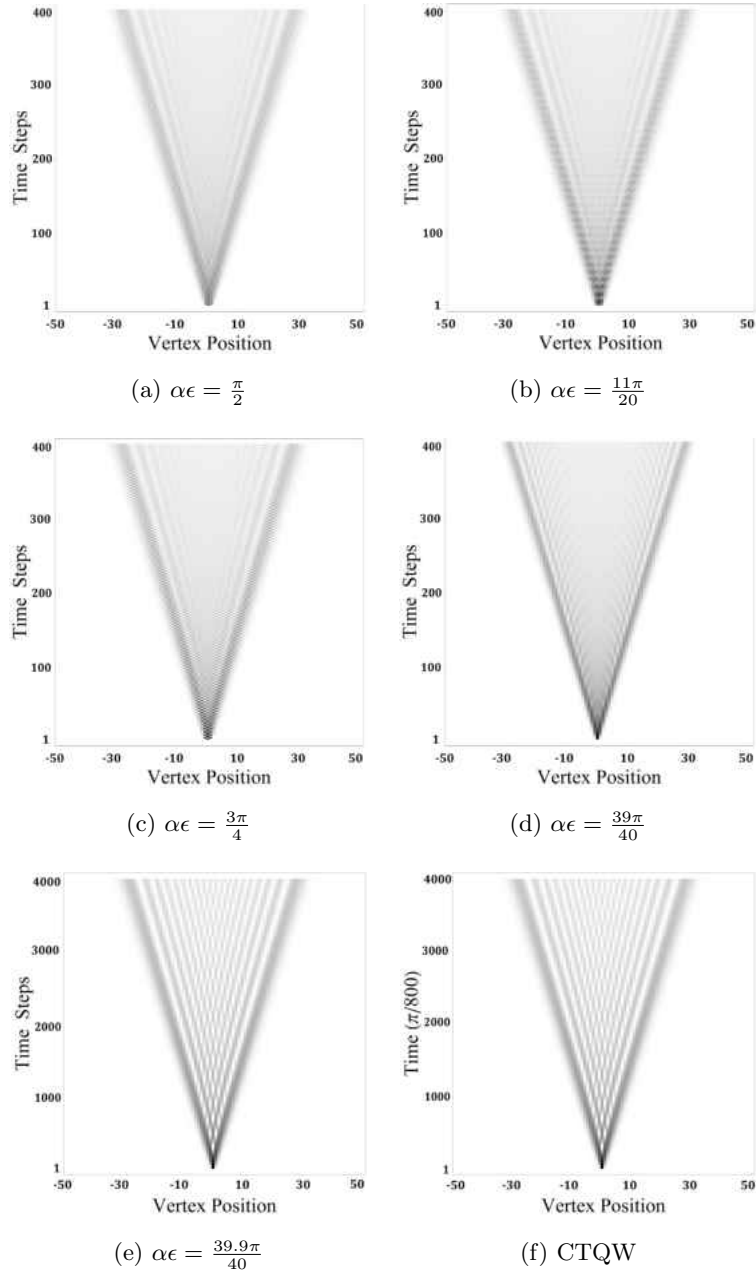 400
300
200
100
1
Time Steps
-50 -30 -10 10 30 50
Vertex Position
(a) αϵ = π/2
400
300
200
100
1
Time Steps
-50 -30 -10 10 30 50
Vertex Position
(b) αϵ = 11π/20
400
300
200
100
1
Time Steps
-50 -30 -10 10 30 50
Vertex Position
(c) αϵ = 3π/4
400
300
200
100
1
Time Steps
-50 -30 -10 10 30 50
Vertex Position
(d) αϵ = 39π/40
4000
3000
2000
1000
1
Time Steps
-50 -30 -10 10 30 50
Vertex Position
(e) αϵ = 39.9π/40
4000
3000
2000
1000
1
Time (π/800)
-50 -30 -10 10 30 50
Vertex Position
(f) CTQW